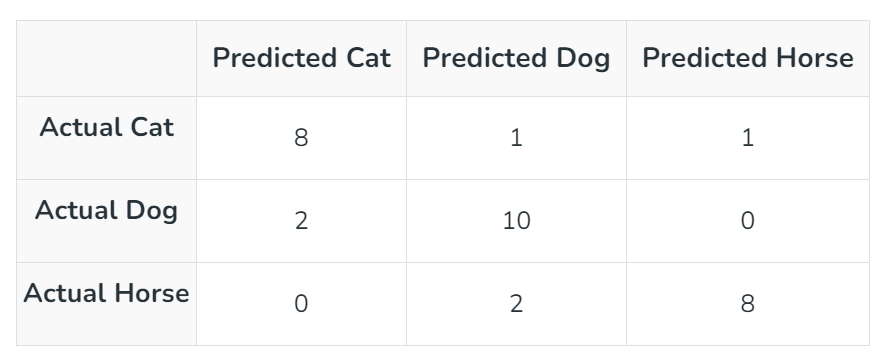 Predicted Cat Predicted Dog Predicted Horse
Actual Cat 8 1 1
Actual Dog 2 10 0
Actual Horse 0 2 8